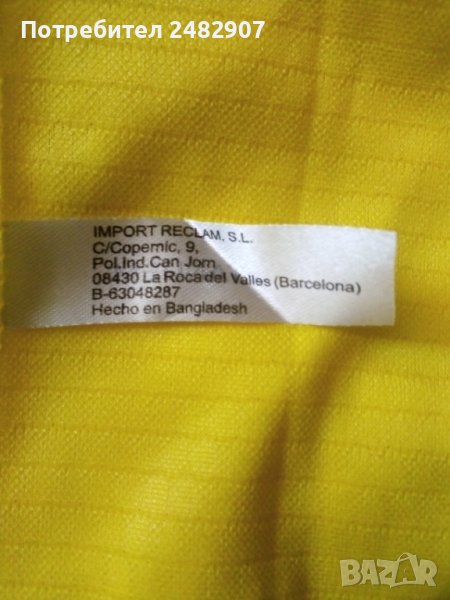 Потребител 2482907
IMPORT RECLAM, S.L.
C/Copernic, 9,
Pol.Ind.Can Jorn
08430 La Roca del Valles (Barcelona)
B-63048287
Hecho en Bangladesh
BAZAR